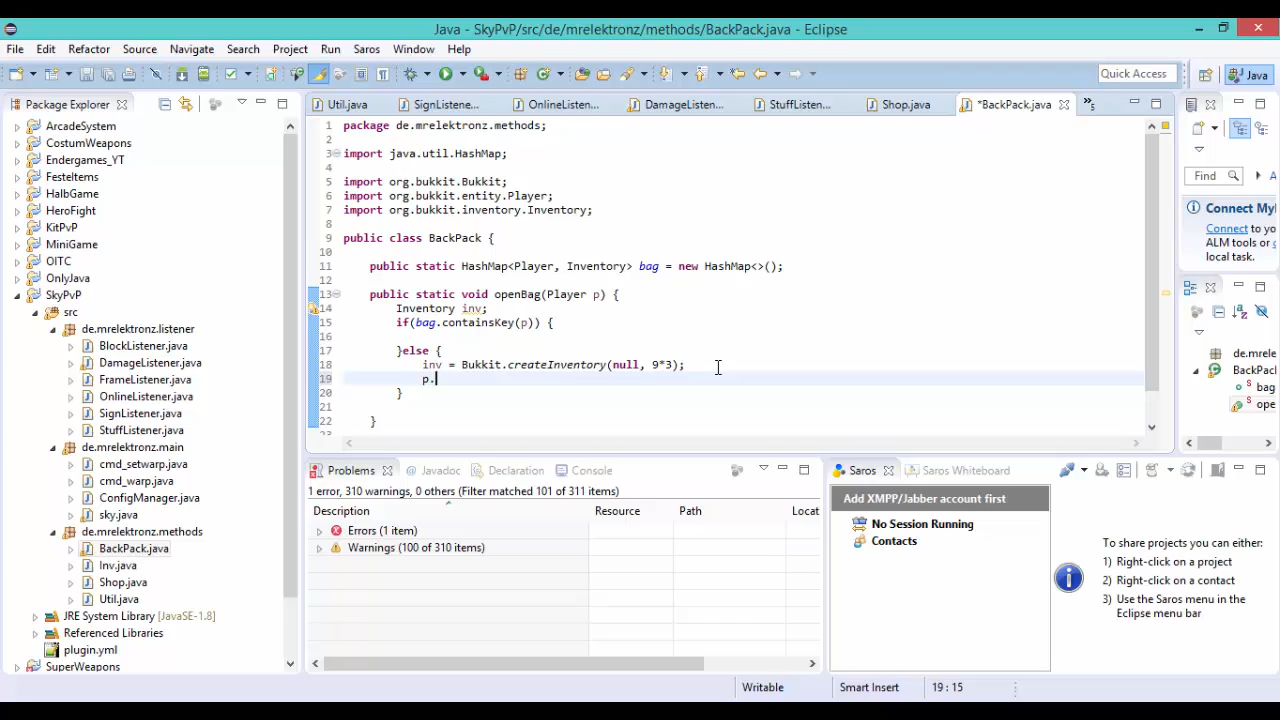 Java - SkyPvP/src/de/mrelektronz/methods/BackPack.java - Eclipse
File Edit Refactor Source Navigate Search Project Run Saros Window Help
Quick Access Java
Package Explorer
Util.java SignListene... OnlineListen... DamageListen... StuffListen... Shop.java *BackPack.java »5
ArcadeSystem
CostumWeapons
Endergames_YT
FesteItems
HalbGame
HeroFight
KitPvP
MiniGame
OITC
OnlyJava
SkyPvP
src
de.mrelektronz.listener
BlockListener.java
DamageListener.java
FrameListener.java
OnlineListener.java
SignListener.java
StuffListener.java
de.mrelektronz.main
cmd_setwarp.java
cmd_warp.java
ConfigManager.java
sky.java
de.mrelektronz.methods
BackPack.java
Inv.java
Shop.java
Util.java
JRE System Library [JavaSE-1.8]
Referenced Libraries
plugin.yml
SuperWeapons
1 package de.mrelektronz.methods;
2
3 import java.util.HashMap;
4
5 import org.bukkit.Bukkit;
6 import org.bukkit.entity.Player;
7 import org.bukkit.inventory.Inventory;
8
9 public class BackPack {
10
11 public static HashMap<Player, Inventory> bag = new HashMap<>();
12
13 public static void openBag(Player p) {
14 Inventory inv;
15 if(bag.containsKey(p)) {
16
17 }else {
18 inv = Bukkit.createInventory(null, 9*3);
19 p.
20 }
21
22 }
23
Find A
Connect My
Connect to yo
ALM tools or
local task.
de.mrele
BackPac
bag
ope
Problems Javadoc Declaration Console
1 error, 310 warnings, 0 others (Filter matched 101 of 311 items)
Description Resource Path Locat
Errors (1 item)
Warnings (100 of 310 items)
Saros Saros Whiteboard
Add XMPP/Jabber account first
No Session Running
Contacts
To share projects you can either:
1) Right-click on a project
2) Right-click on a contact
3) Use the Saros menu in the
Eclipse menu bar
Writable Smart Insert 19 : 15